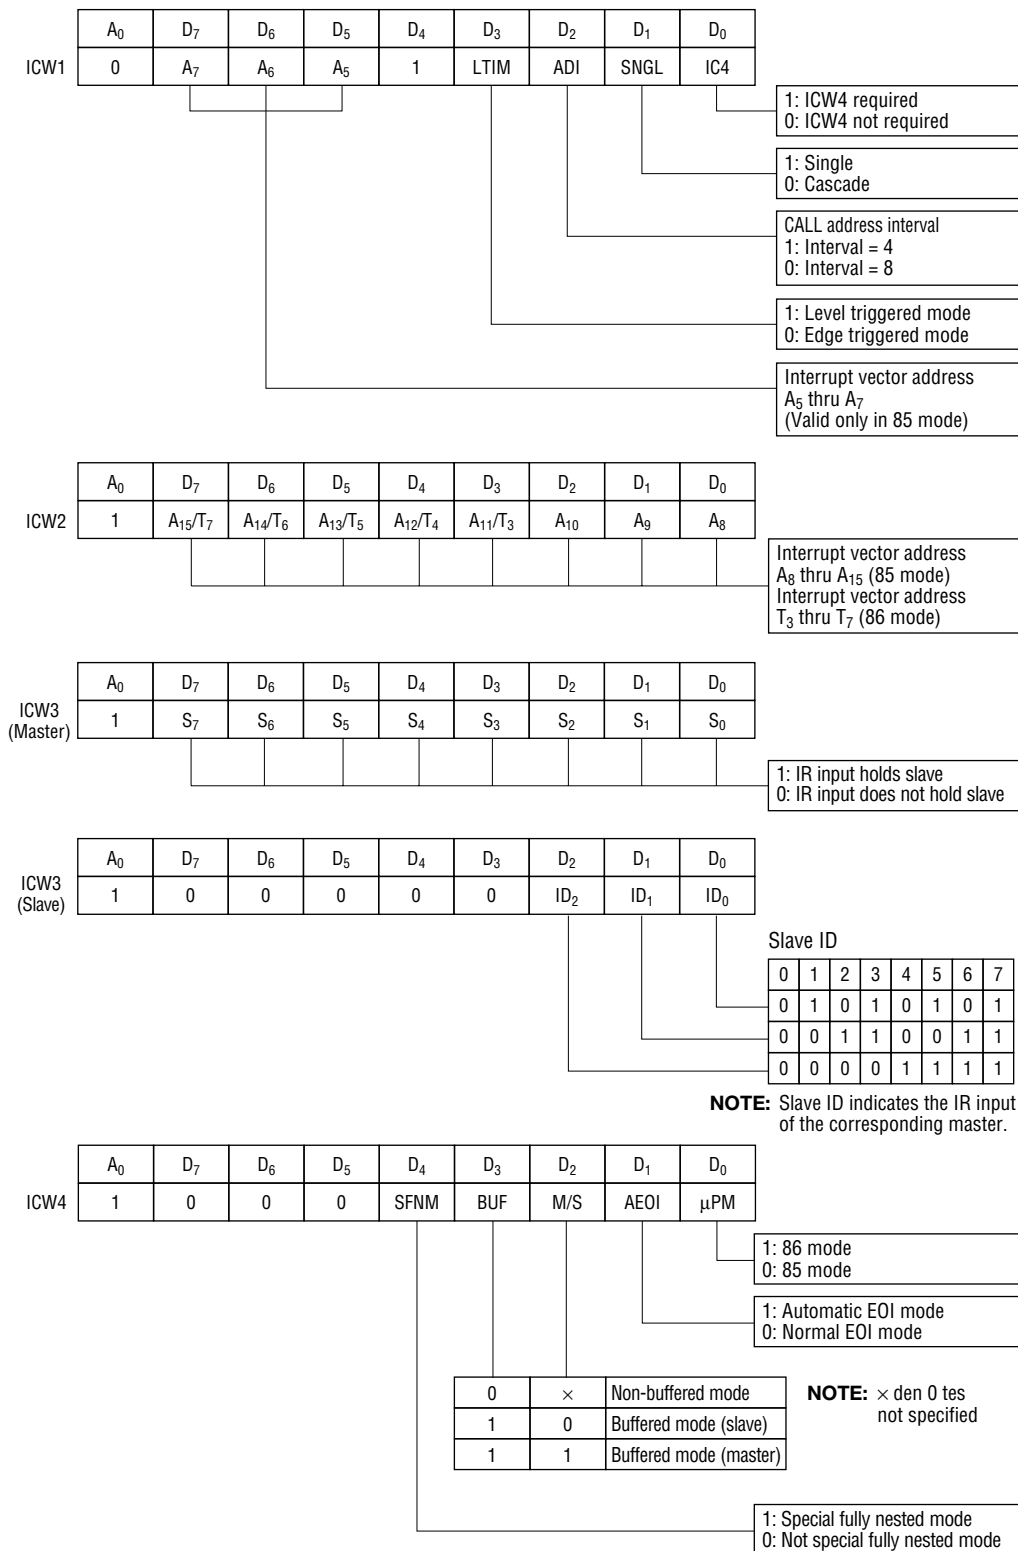 A0 D7 D6 D5 D4 D3 D2 D1 D0
ICW1 0 A7 A6 A5 1 LTIM ADI SNGL IC4
1: ICW4 required
0: ICW4 not required
1: Single
0: Cascade
CALL address interval
1: Interval = 4
0: Interval = 8
1: Level triggered mode
0: Edge triggered mode
Interrupt vector address
A5 thru A7
(Valid only in 85 mode)
A0 D7 D6 D5 D4 D3 D2 D1 D0
ICW2 1 A15/T7 A14/T6 A13/T5 A12/T4 A11/T3 A10 A9 A8
Interrupt vector address
A8 thru A15 (85 mode)
Interrupt vector address
T3 thru T7 (86 mode)
A0 D7 D6 D5 D4 D3 D2 D1 D0
ICW3
(Master)
1 S7 S6 S5 S4 S3 S2 S1 S0
1: IR input holds slave
0: IR input does not hold slave
A0 D7 D6 D5 D4 D3 D2 D1 D0
ICW3
(Slave)
1 0 0 0 0 0 ID2 ID1 ID0
Slave ID
0 1 2 3 4 5 6 7
0 1 0 1 0 1 0 1
0 0 1 1 0 0 1 1
0 0 0 0 1 1 1 1
NOTE: Slave ID indicates the IR input
of the corresponding master.
A0 D7 D6 D5 D4 D3 D2 D1 D0
ICW4 1 0 0 0 SFNM BUF M/S AEOI µPM
1: 86 mode
0: 85 mode
1: Automatic EOI mode
0: Normal EOI mode
0 × Non-buffered mode
1 0 Buffered mode (slave)
1 1 Buffered mode (master)
NOTE: × den 0 tes
not specified
1: Special fully nested mode
0: Not special fully nested mode